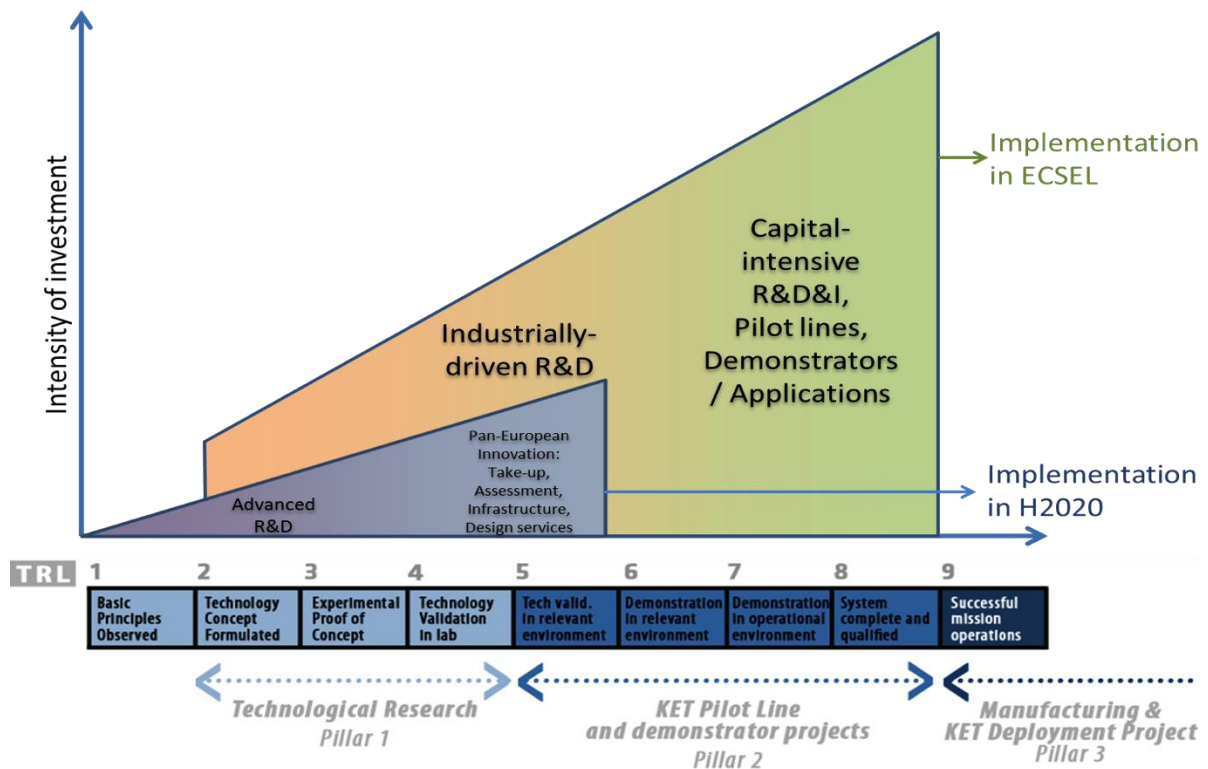 Intensity of investment
Implementation
in ECSEL
Capital-
intensive
R&D&I,
Pilot lines,
Demonstrators
/ Applications
Industrially-
driven R&D
Pan-European
Innovation:
Take-up,
Assessment,
Infrastructure,
Design services
Advanced
R&D
Implementation
in H2020
TRL 1 2 3 4 5 6 7 8 9
Basic
Principles
Observed
Technology
Concept
Formulated
Experimental
Proof of
Concept
Technology
Validation
In lab
Tech valid.
In relevant
environment
Demonstration
In relevant
environment
Demonstration
In operational
environment
System
complete and
qualified
Successful
mission
operations
Technological Research
Pillar 1
KET Pilot Line
and demonstrator projects
Pillar 2
Manufacturing &
KET Deployment Project
Pillar 3